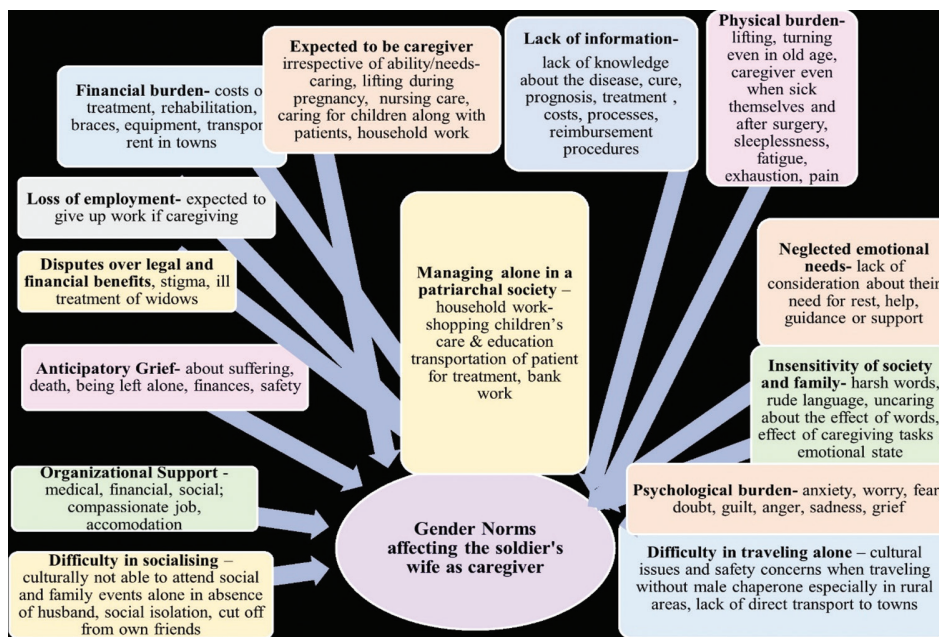 Financial burden- costs o
treatment, rehabilitation,
braces, equipment, transpor
rent in towns
Expected to be caregiver
irrespective of ability/needs-
caring, lifting during
pregnancy, nursing care,
caring for children along with
patients, household work
Lack of information-
lack of knowledge
about the disease, cure,
prognosis, treatment ,
costs, processes,
reimbursement
procedures
Physical burden-
lifting, turning
even in old age,
caregiver even
when sick
themselves and
after surgery,
sleeplessness,
fatigue,
exhaustion, pain
Loss of employment- expected to
give up work if caregiving
Disputes over legal and
financial benefits, stigma, ill
treatment of widows
Anticipatory Grief- about suffering,
death, being left alone, finances, safety
Organizational Support -
medical, financial, social;
compassionate job,
accomodation
Difficulty in socialising –
culturally not able to attend social
and family events alone in absence
of husband, social isolation, cut off
from own friends
Managing alone in a
patriarchal society –
household work-
shopping children’s
care & education
transportation of patient
for treatment, bank
work
Neglected emotional
needs- lack of
consideration about their
need for rest, help,
guidance or support
Insensitivity of society
and family- harsh words,
rude language, uncaring
about the effect of words,
effect of caregiving tasks
emotional state
Psychological burden- anxiety, worry, fear
doubt, guilt, anger, sadness, grief
Difficulty in traveling alone – cultural
issues and safety concerns when traveling
without male chaperone especially in rural
areas, lack of direct transport to towns
Gender Norms
affecting the soldier's
wife as caregiver